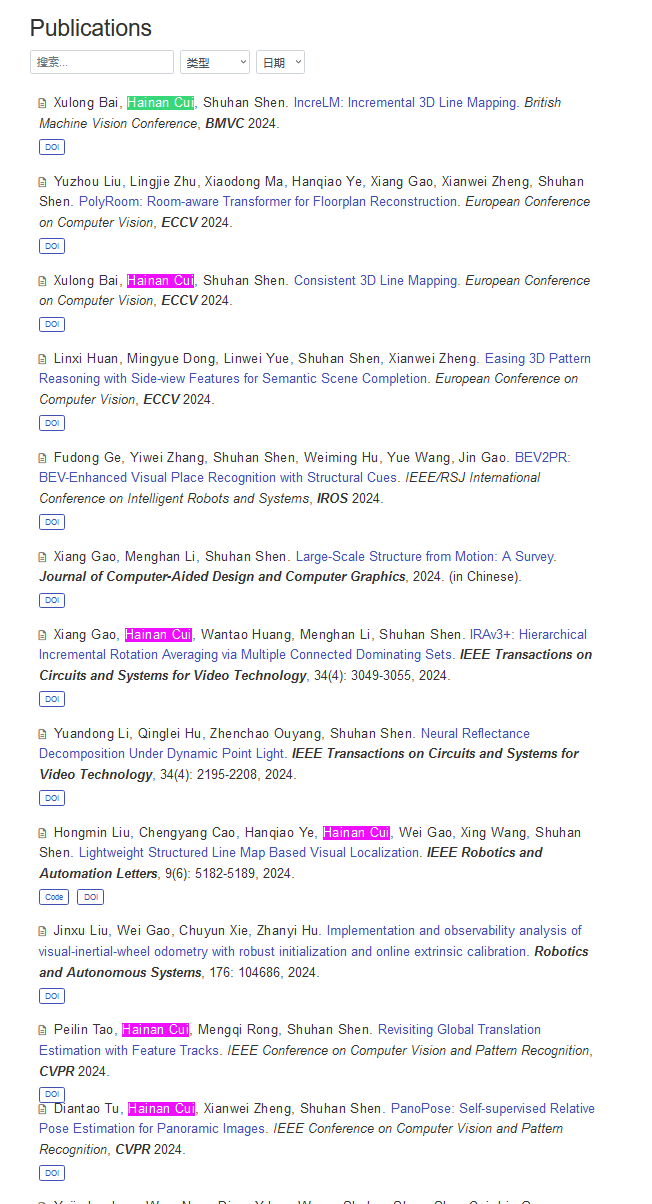 Publications
搜索...
类型
日期
Xulong Bai, Hainan Cui, Shuhan Shen. IncreLM: Incremental 3D Line Mapping. British
Machine Vision Conference, BMVC 2024.
DOI
Yuzhou Liu, Lingjie Zhu, Xiaodong Ma, Hanqiao Ye, Xiang Gao, Xianwei Zheng, Shuhan
Shen. PolyRoom: Room-aware Transformer for Floorplan Reconstruction. European Conference
on Computer Vision, ECCV 2024.
DOI
Xulong Bai, Hainan Cui, Shuhan Shen. Consistent 3D Line Mapping. European Conference
on Computer Vision, ECCV 2024.
DOI
Linxi Huan, Mingyue Dong, Linwei Yue, Shuhan Shen, Xianwei Zheng. Easing 3D Pattern
Reasoning with Side-view Features for Semantic Scene Completion. European Conference on
Computer Vision, ECCV 2024.
DOI
Fudong Ge, Yiwei Zhang, Shuhan Shen, Weiming Hu, Yue Wang, Jin Gao. BEV2PR:
BEV-Enhanced Visual Place Recognition with Structural Cues. IEEE/RSJ International
Conference on Intelligent Robots and Systems, IROS 2024.
DOI
Xiang Gao, Menghan Li, Shuhan Shen. Large-Scale Structure from Motion: A Survey.
Journal of Computer-Aided Design and Computer Graphics, 2024. (in Chinese).
DOI
Xiang Gao, Hainan Cui, Wantao Huang, Menghan Li, Shuhan Shen. IRAv3+: Hierarchical
Incremental Rotation Averaging via Multiple Connected Dominating Sets. IEEE Transactions on
Circuits and Systems for Video Technology, 34(4): 3049-3055, 2024.
DOI
Yuandong Li, Qinglei Hu, Zhenchao Ouyang, Shuhan Shen. Neural Reflectance
Decomposition Under Dynamic Point Light. IEEE Transactions on Circuits and Systems for
Video Technology, 34(4): 2195-2208, 2024.
DOI
Hongmin Liu, Chengyang Cao, Hanqiao Ye, Hainan Cui, Wei Gao, Xing Wang, Shuhan
Shen. Lightweight Structured Line Map Based Visual Localization. IEEE Robotics and
Automation Letters, 9(6): 5182-5189, 2024.
Code DOI
Jinxu Liu, Wei Gao, Chuyun Xie, Zhanyi Hu. Implementation and observability analysis of
visual-inertial-wheel odometry with robust initialization and online extrinsic calibration. Robotics
and Autonomous Systems, 176: 104686, 2024.
DOI
Peilin Tao, Hainan Cui, Mengqi Rong, Shuhan Shen. Revisiting Global Translation
Estimation with Feature Tracks. IEEE Conference on Computer Vision and Pattern Recognition,
CVPR 2024.
DOI
Diantao Tu, Hainan Cui, Xianwei Zheng, Shuhan Shen. PanoPose: Self-supervised Relative
Pose Estimation for Panoramic Images. IEEE Conference on Computer Vision and Pattern
Recognition, CVPR 2024.
DOI